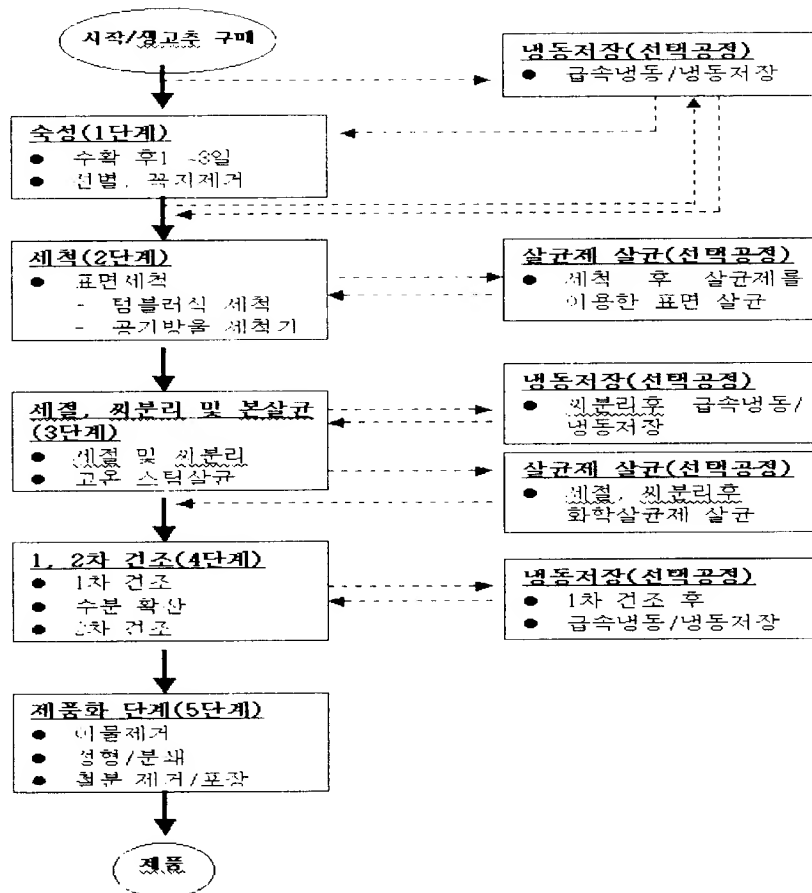 시작/생고추 구매
냉동저장(선택공정)
● 급속냉동/냉동저장
숙성(1단계)
● 수확 후1 ~3일
● 선별, 꼭지제거
세척(2단계)
● 표면세척
- 텀블러식 세척
- 공기방울 세척기
살균제 살균(선택공정)
● 세척 후 살균제를
이용한 표면 살균
세절, 씨분리 및 본살균
(3단계)
● 세절 및 씨분리
● 고온 스팀살균
냉동저장(선택공정)
● 씨분리후 급속냉동/
냉동저장
살균제 살균(선택공정)
● 세절, 씨분리후
화학살균제 살균
1, 2차 건조(4단계)
● 1차 건조
● 수분 확산
● 2차 건조
냉동저장(선택공정)
● 1차 건조 후
● 급속냉동/냉동저장
제품화 단계(5단계)
● 이물제거
● 성형/분쇄
● 철분 제거/포장
제품